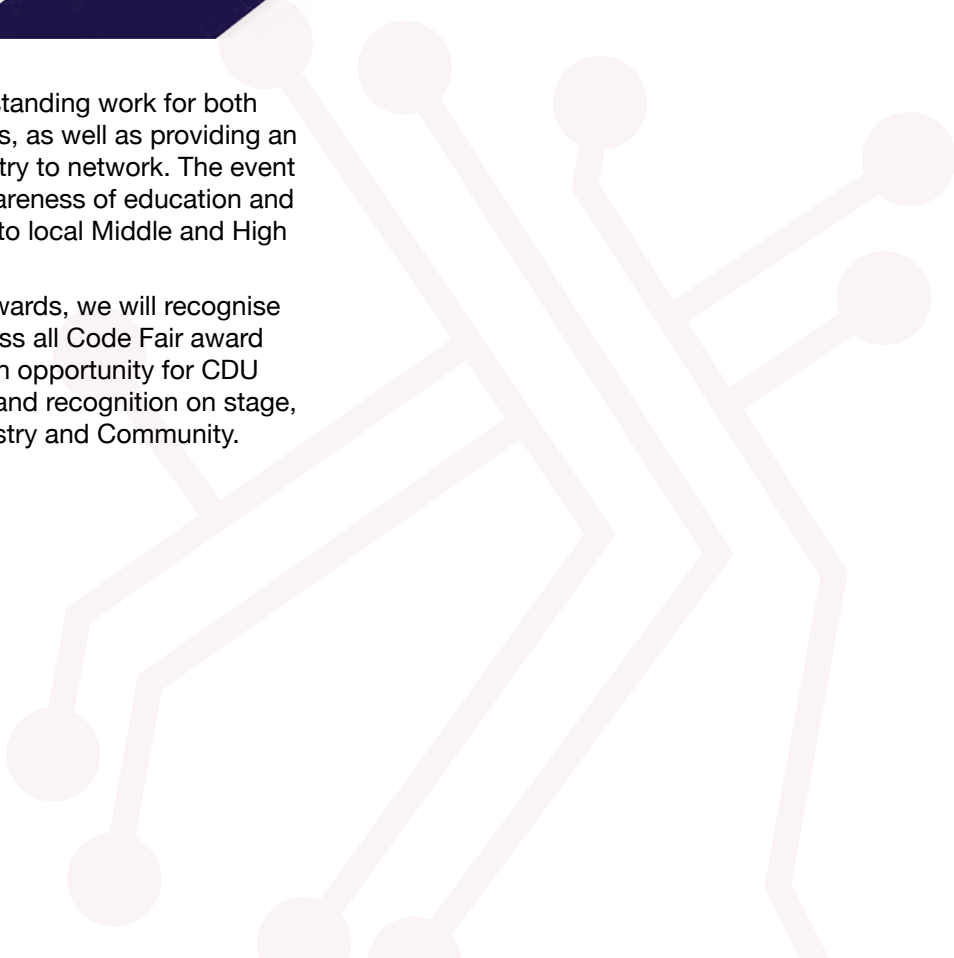 standing work for both
s, as well as providing an
try to network. The event
areness of education and
to local Middle and High
wards, we will recognise
ss all Code Fair award
n opportunity for CDU
and recognition on stage,
stry and Community.